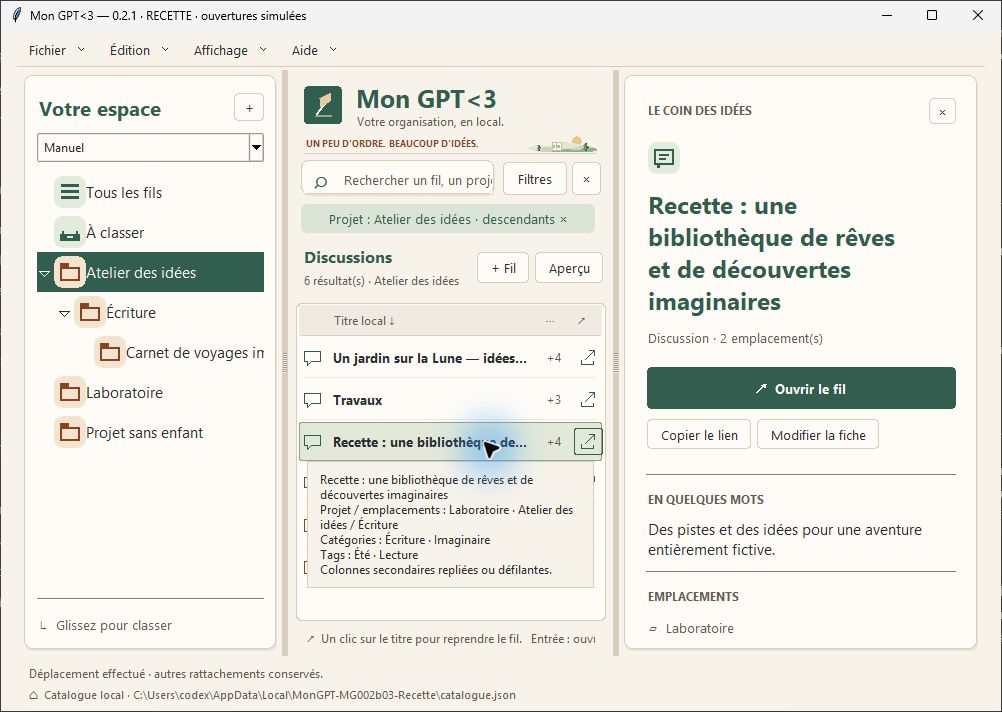 Mon GPT<3 — 0.2.1 · RECETTE · ouvertures simulées
Fichier
Édition
Affichage
Aide
Votre espace
+
Manuel
Tous les fils
À classer
Atelier des idées
Écriture
Carnet de voyages im
Laboratoire
Projet sans enfant
Glissez pour classer
Mon GPT<3
Votre organisation, en local.
UN PEU D'ORDRE. BEAUCOUP D'IDÉES.
Rechercher un fil, un proj
Filtres
×
Projet : Atelier des idées · descendants ×
Discussions
6 résultat(s) · Atelier des idées
+ Fil
Aperçu
Titre local ↓ ... ↗
Un jardin sur la Lune — idées... +4
Travaux +3
Recette : une bibliothèque de... +4
Recette : une bibliothèque de rêves et de
découvertes imaginaires
Projet / emplacements : Laboratoire · Atelier des
idées / Écriture
Catégories : Écriture · Imaginaire
Tags : Été · Lecture
Colonnes secondaires repliées ou défilantes.
↗ Un clic sur le titre pour reprendre le fil. Entrée : ouvr
LE COIN DES IDÉES
×
Recette : une
bibliothèque de rêves
et de découvertes
imaginaires
Discussion · 2 emplacement(s)
↗ Ouvrir le fil
Copier le lien
Modifier la fiche
EN QUELQUES MOTS
Des pistes et des idées pour une aventure
entièrement fictive.
EMPLACEMENTS
▱ Laboratoire
Déplacement effectué · autres rattachements conservés.
⌂ Catalogue local · C:\Users\codex\AppData\Local\MonGPT-MG002b03-Recette\catalogue.json